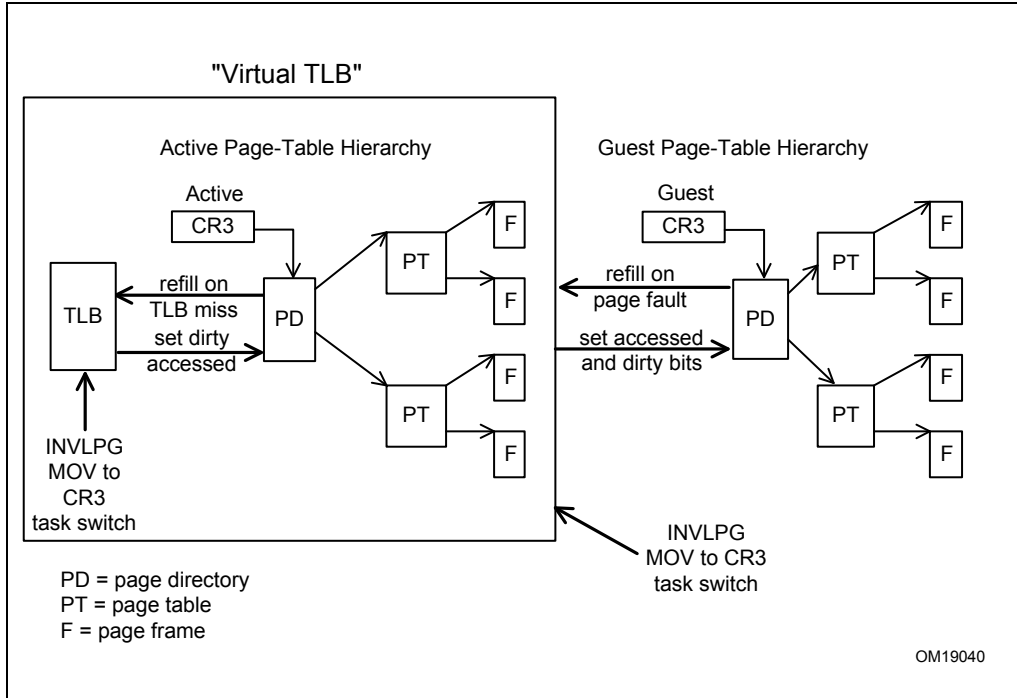 "Virtual TLB"
Active Page-Table Hierarchy
Guest Page-Table Hierarchy
Active
CR3
F
PT
F
TLB
refill on
TLB miss
set dirty
accessed
PD
F
PT
F
INVLPG
MOV to
CR3
task switch
Guest
CR3
F
PT
F
refill on
page fault
PD
set accessed
and dirty bits
F
PT
F
INVLPG
MOV to CR3
task switch
PD = page directory
PT = page table
F = page frame
OM19040